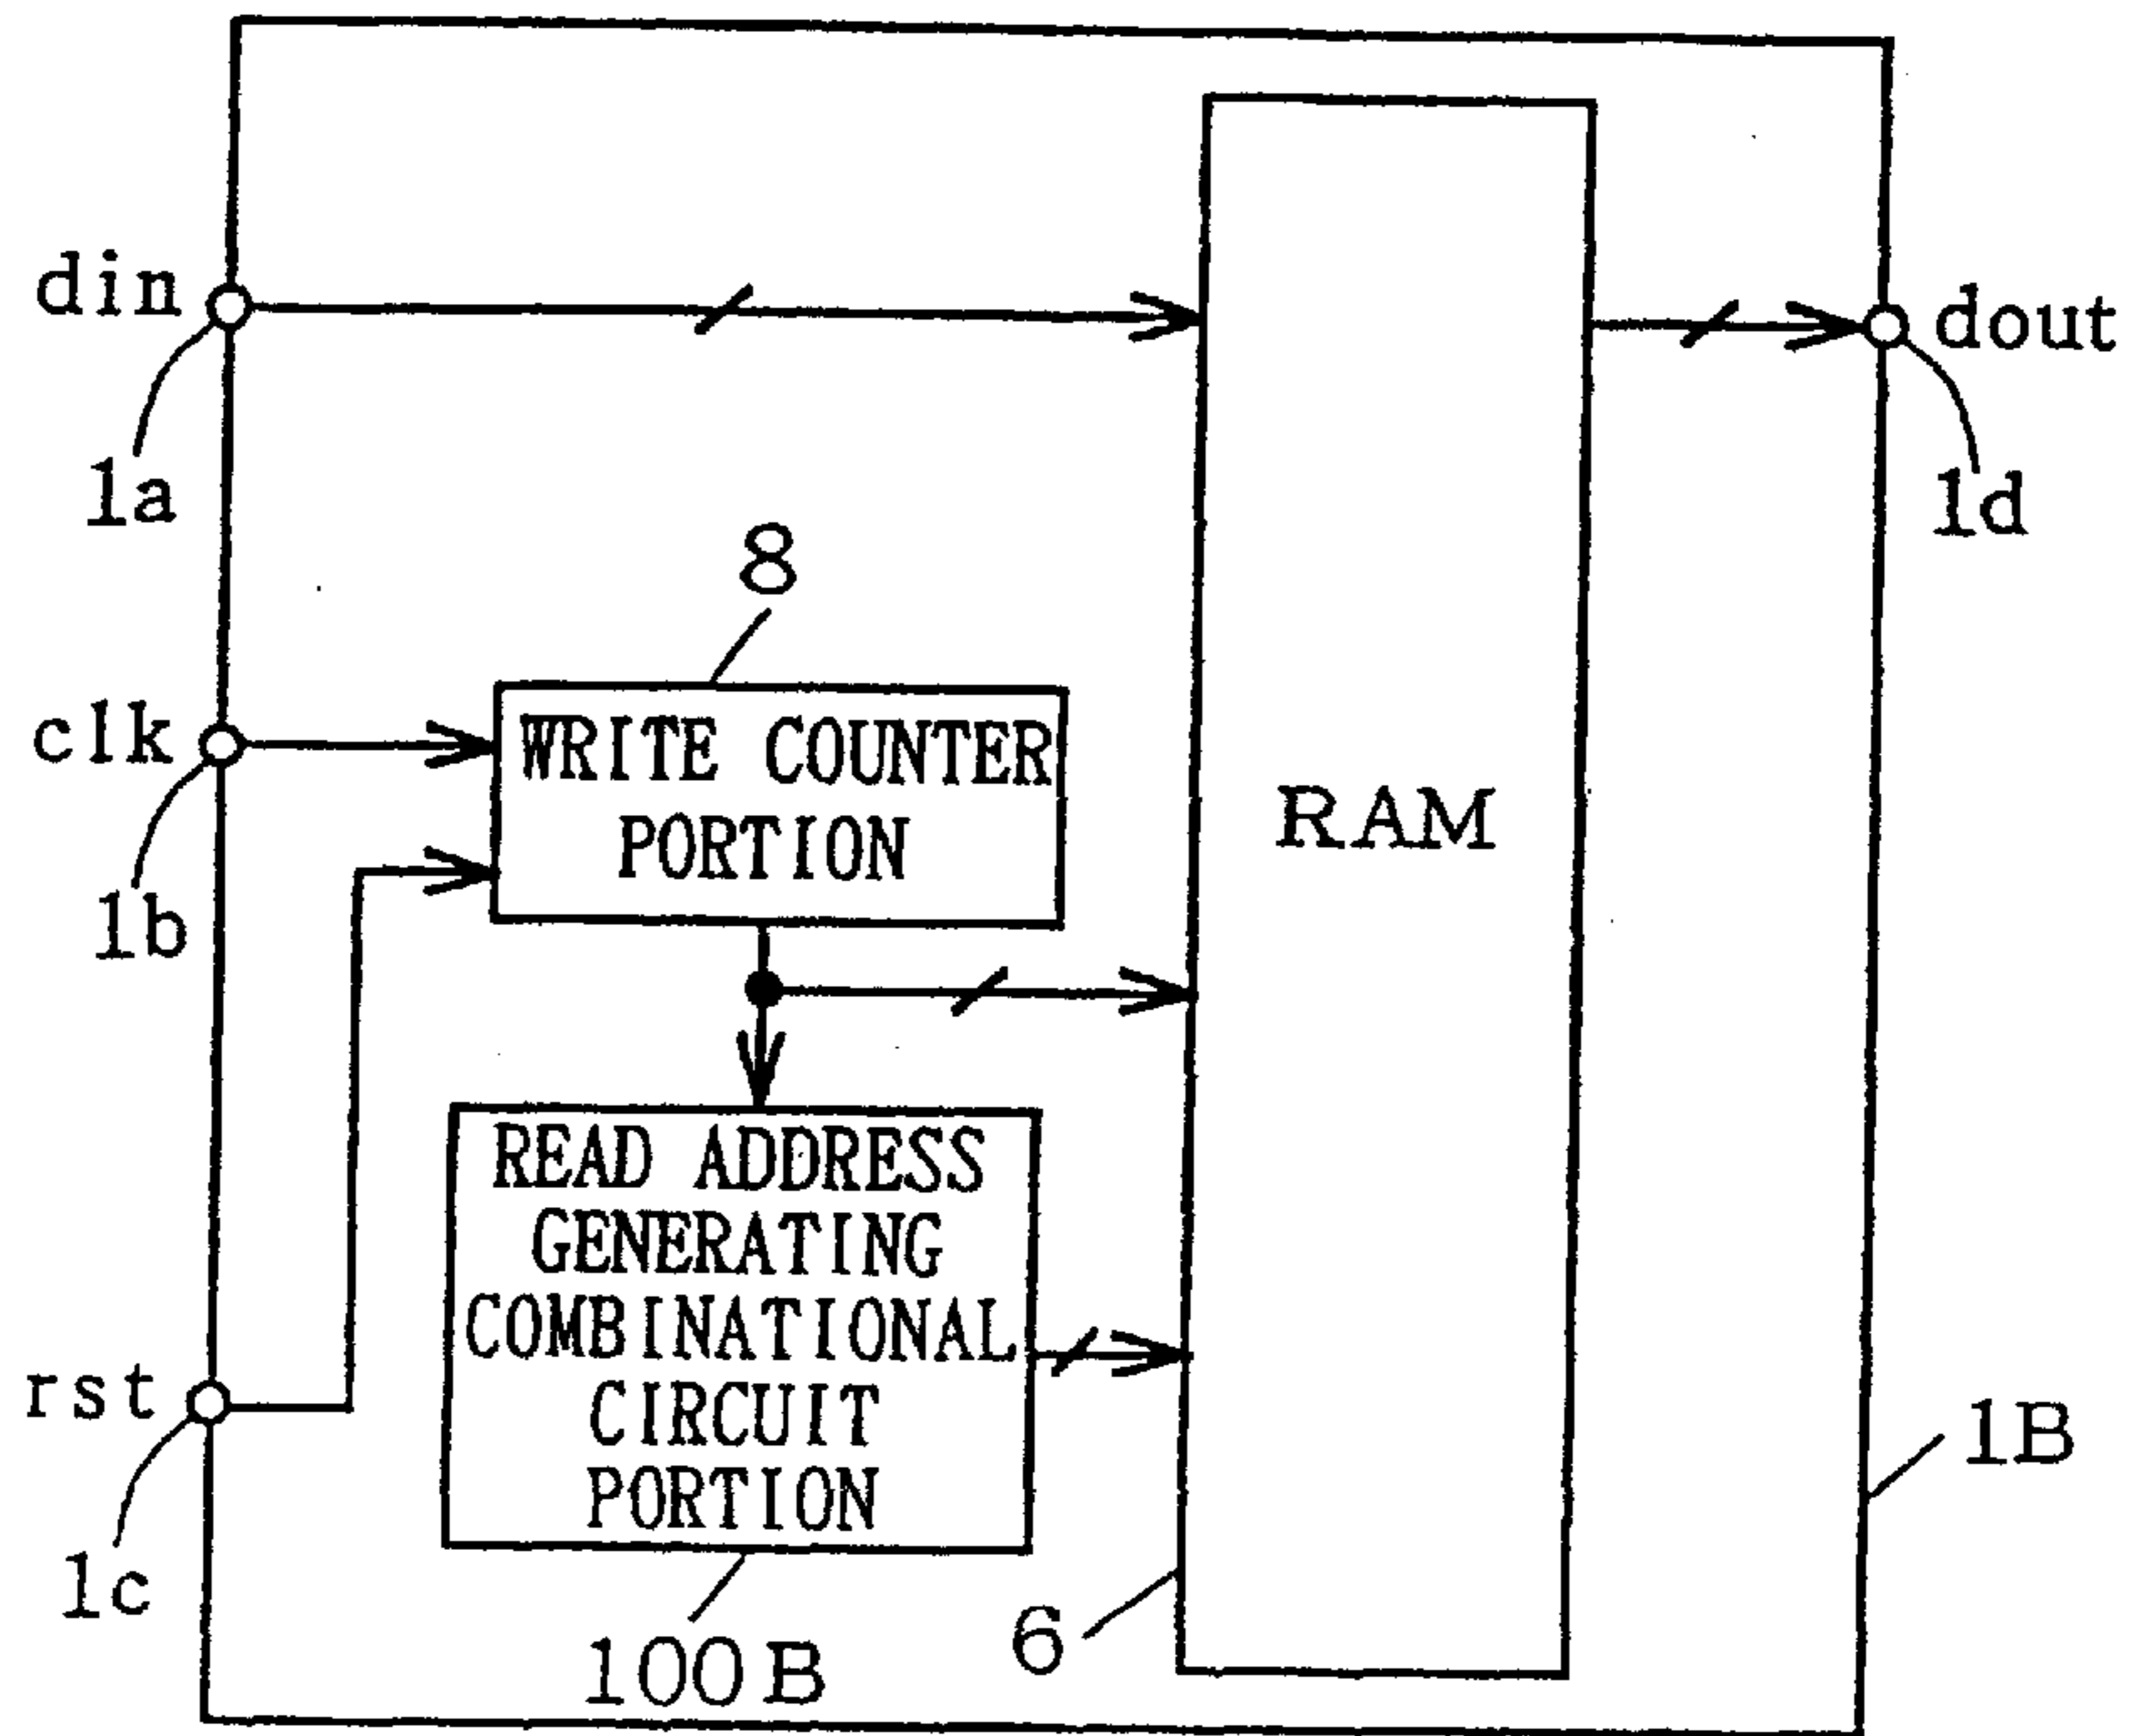 din
dout
1a
1d
8
clk
WRITE COUNTER
PORTION
RAM
1b
READ ADDRESS
GENERATING
COMBINATIONAL
CIRCUIT
PORTION
rst
1B
1c
6
100B